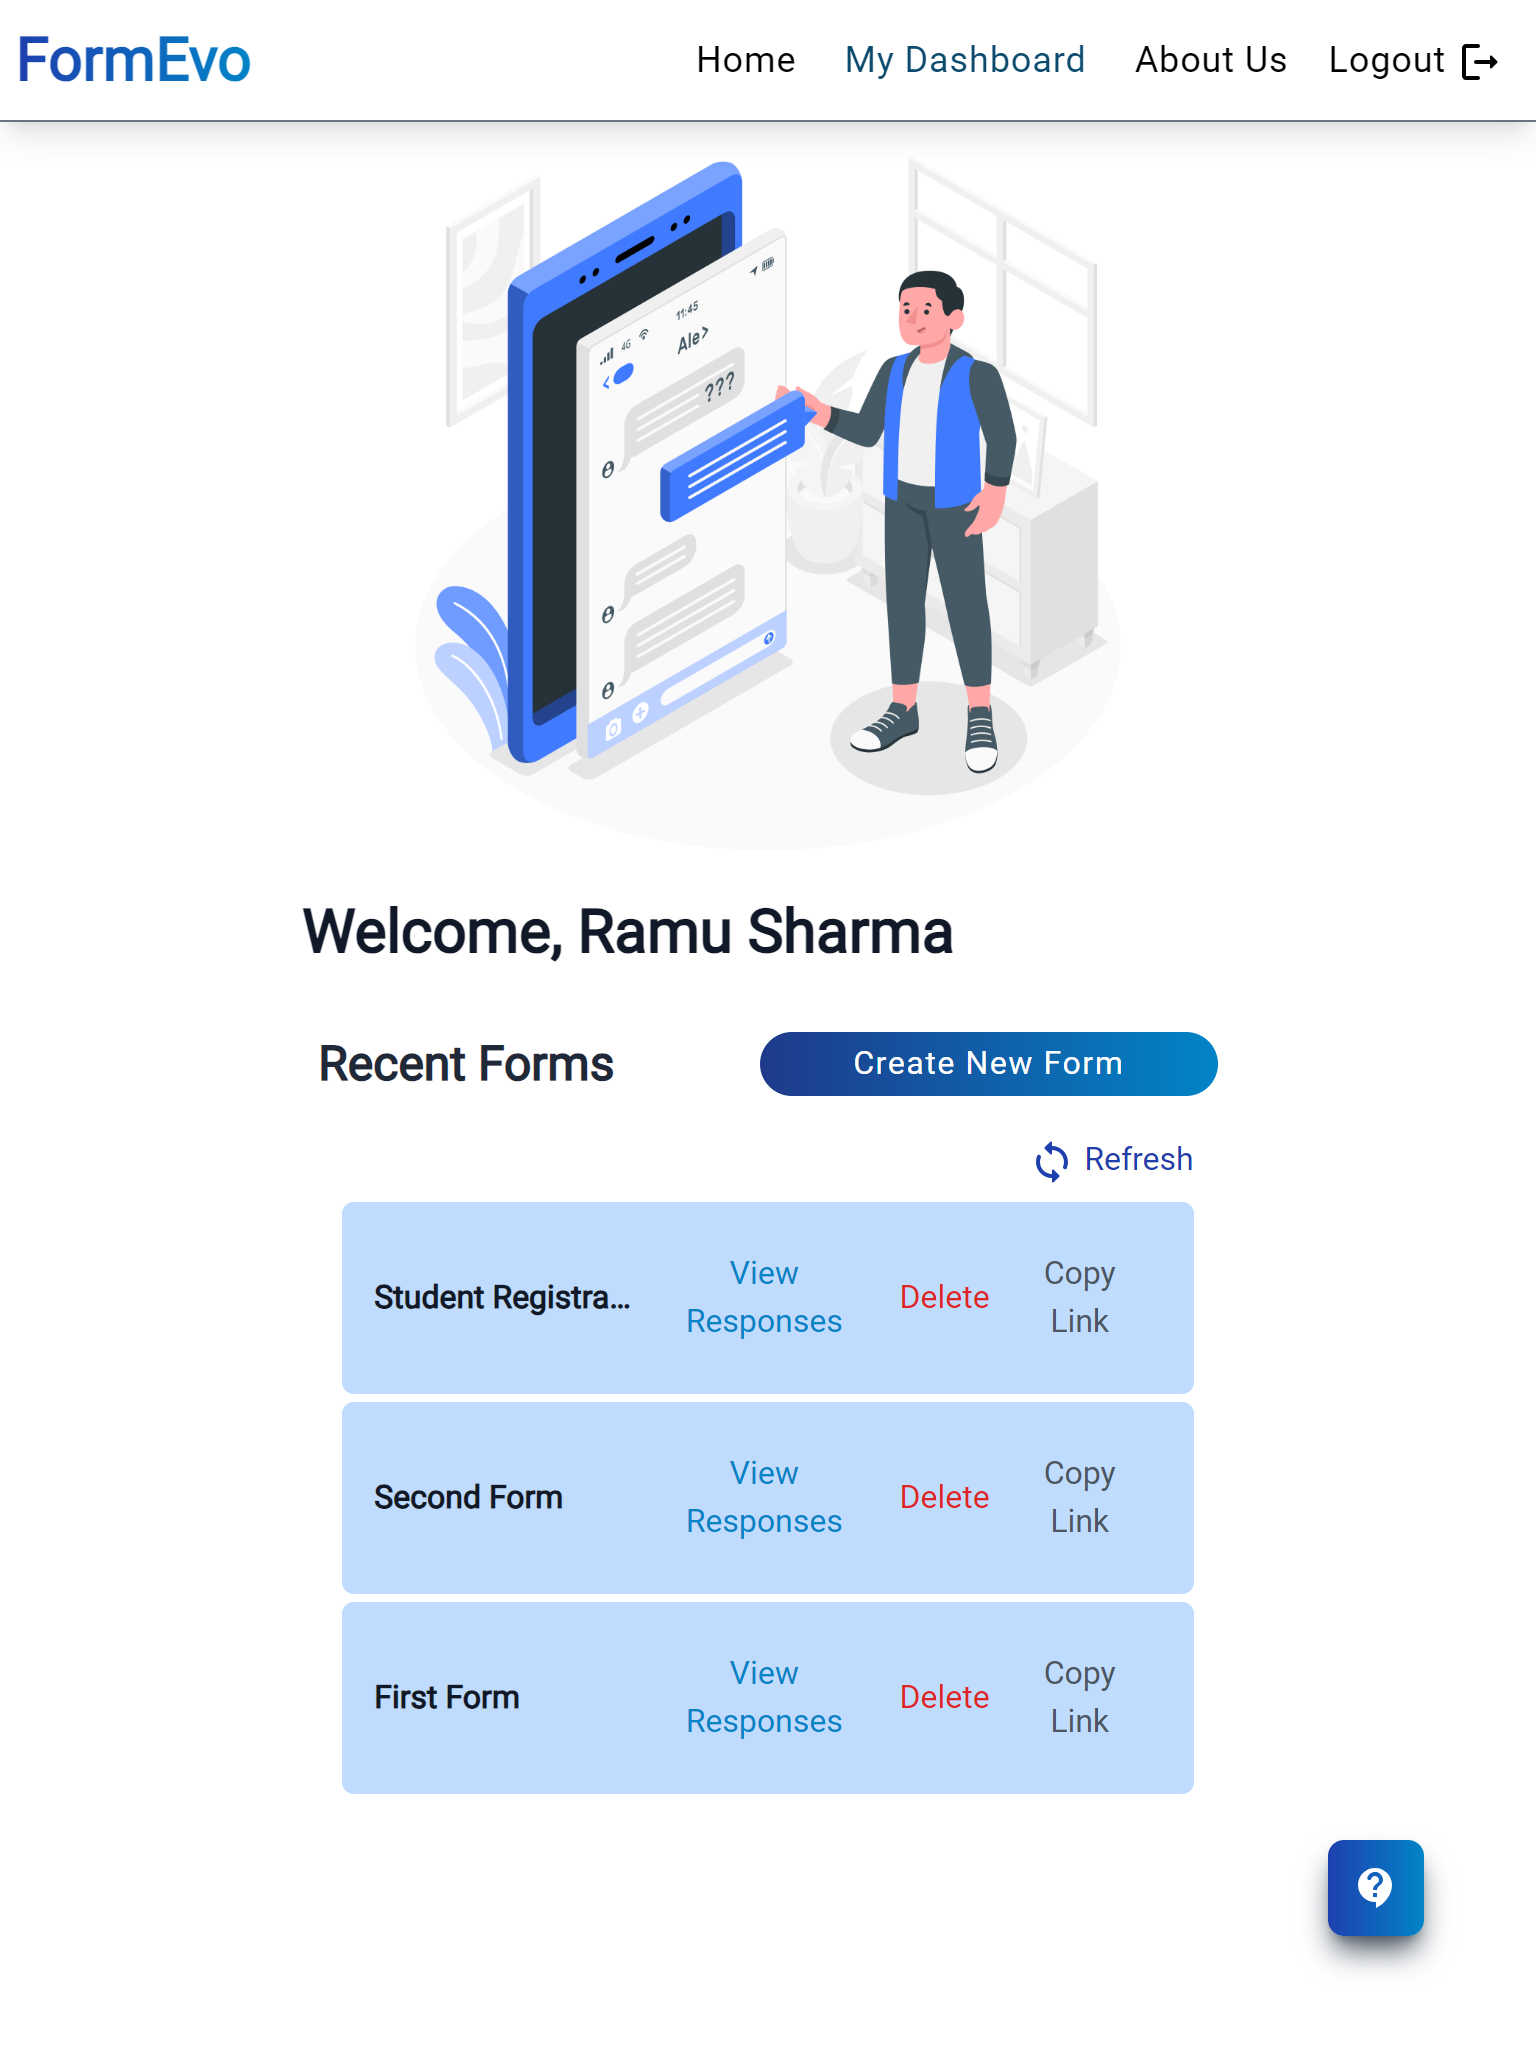 FormEvo
Home
My Dashboard
About Us
Logout
11:45
4G
Ale>
???
Welcome, Ramu Sharma
Recent Forms
Create New Form
Refresh
Student Registra...
View
Responses
Delete
Copy
Link
Second Form
View
Responses
Delete
Copy
Link
First Form
View
Responses
Delete
Copy
Link